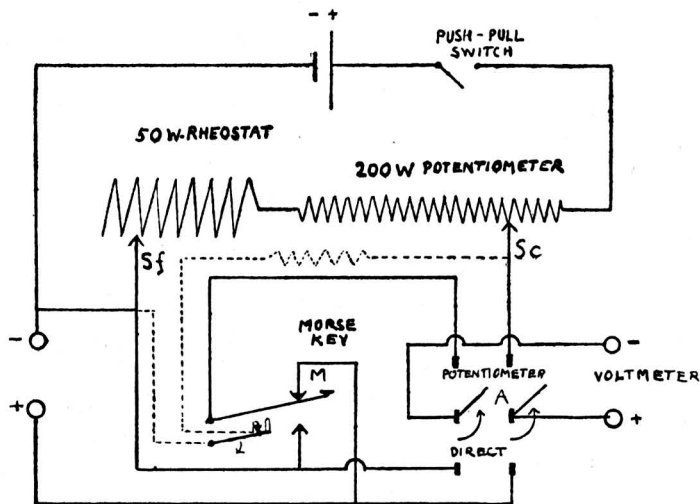 - +
PUSH-PULL
SWITCH
50 W. RHEOSTAT
200 W POTENTIOMETER
Sf
Sc
MORSE
KEY
M
-
-
POTENTIOMETER
VOLTMETER
A
+
+
K
DIRECT